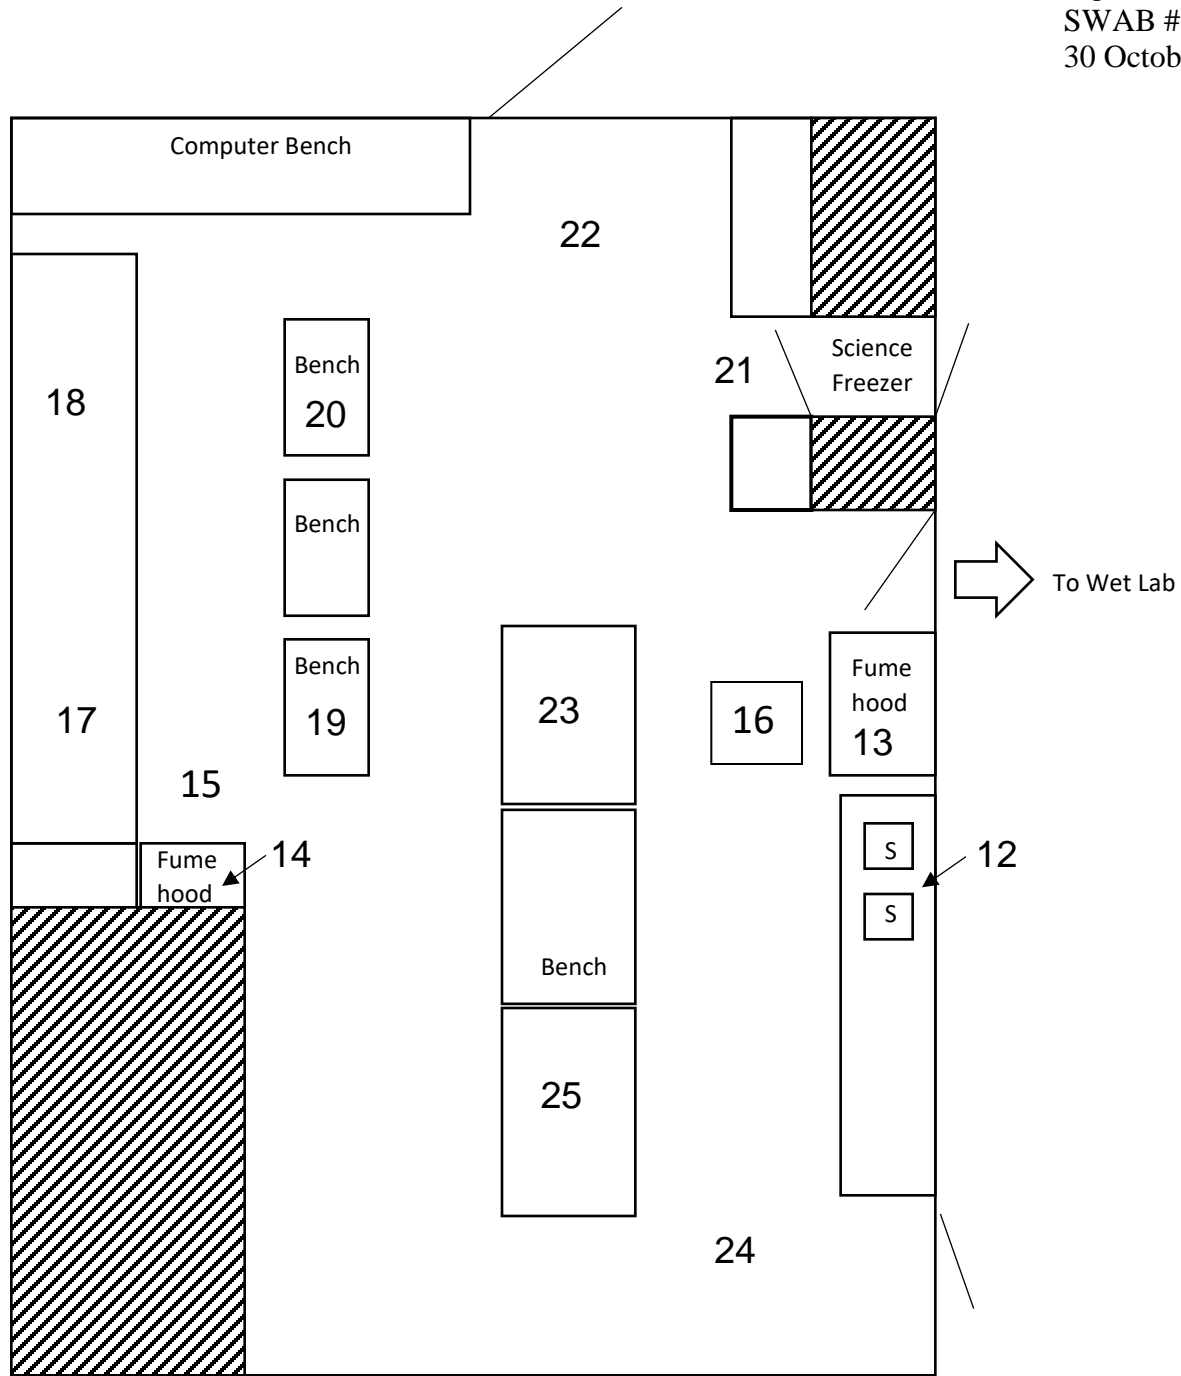 SWAB #
30 Octob
Computer Bench
22
Science
Freezer
21
Bench
20
18
Bench
To Wet Lab
Bench
19
17
23
16
Fume
hood
13
15
Fume
hood
14
S
12
S
Bench
25
24